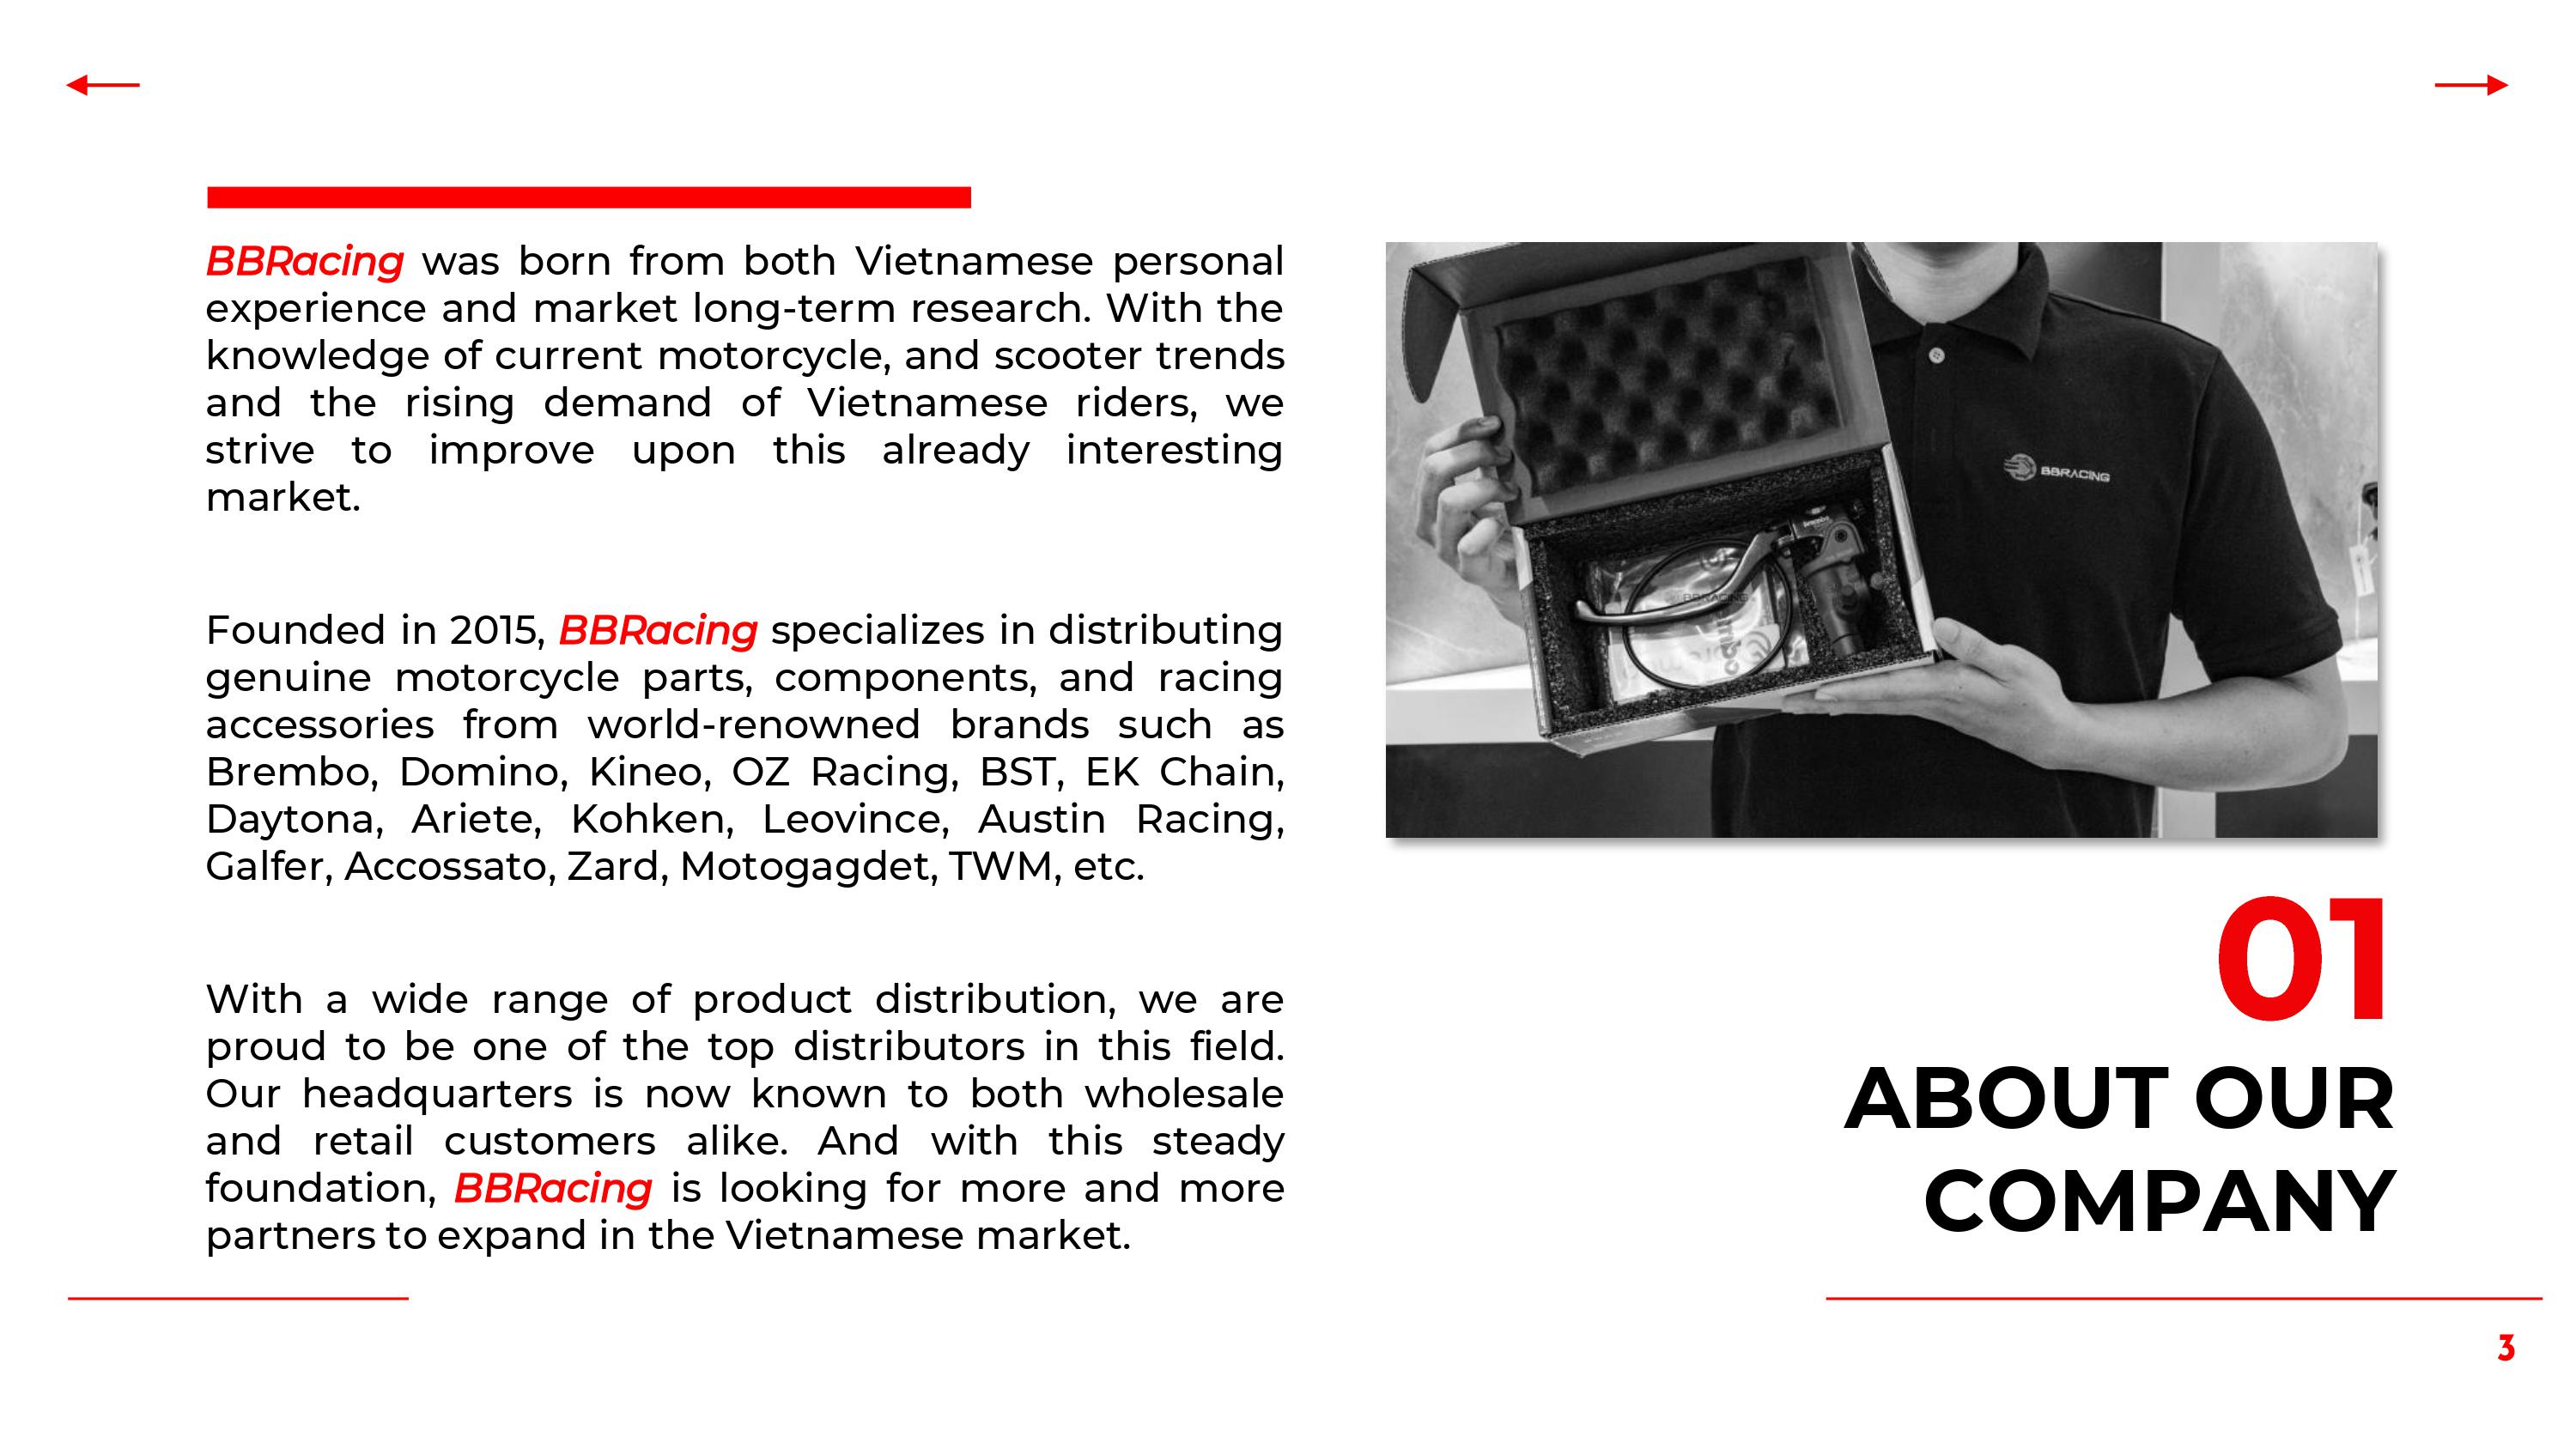 BBRacing was born from both Vietnamese personal
experience and market long-term research. With the
knowledge of current motorcycle, and scooter trends
and the rising demand of Vietnamese riders, we
strive to improve upon this already interesting
market.
Founded in 2015, BBRacing specializes in distributing
genuine motorcycle parts, components, and racing
accessories from world-renowned brands such as
Brembo, Domino, Kineo, OZ Racing, BST, EK Chain,
Daytona, Ariete, Kohken, Leovince, Austin Racing,
Galfer, Accossato, Zard, Motogagdet, TWM, etc.
With a wide range of product distribution, we are
proud to be one of the top distributors in this field.
Our headquarters is now known to both wholesale
and retail customers alike. And with this steady
foundation, BBRacing is looking for more and more
partners to expand in the Vietnamese market.
BBRACING
BBRACING
01
ABOUT OUR
COMPANY
3